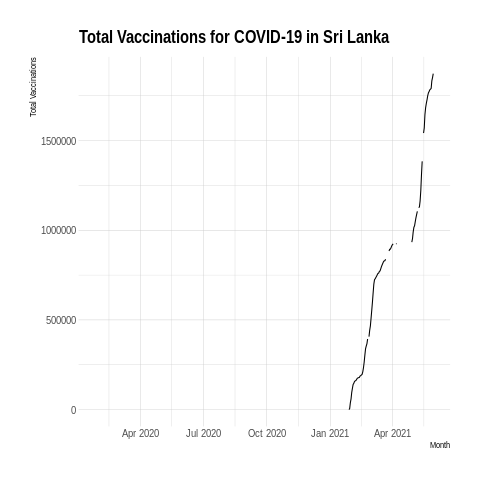 Total Vaccinations for COVID-19 in Sri Lanka
Total Vaccinations
1500000
1000000
500000
0
Apr 2020 Jul 2020 Oct 2020 Jan 2021 Apr 2021
Month